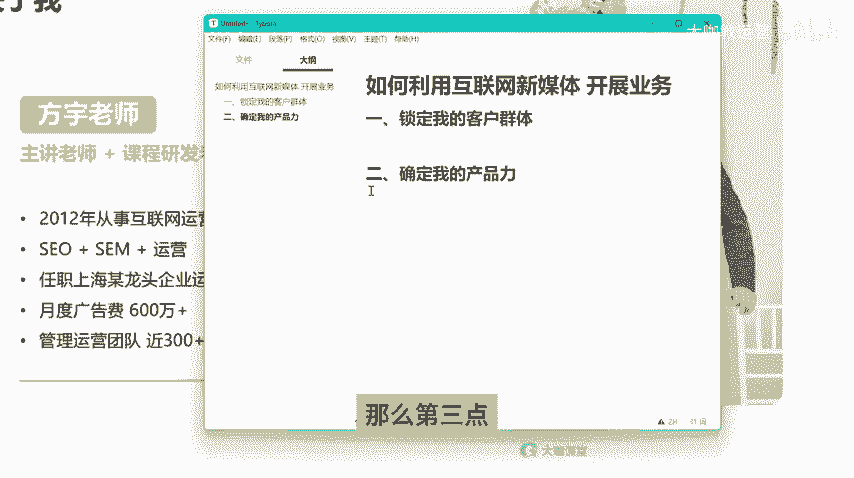 Untitled - Typora
文件(F) 编辑(E) 段落(P) 格式(O) 视图(V) 主题(T) 帮助(H)
文件 大纲
如何利用互联网新媒体 开展业务
一、锁定我的客户群体
二、确定我的产品力
如何利用互联网新媒体 开展业务
一、锁定我的客户群体
二、确定我的产品力
方宇老师
主讲老师 + 课程研发
• 2012年从事互联网运营
• SEO + SEM + 运营
• 任职上海某龙头企业运
• 月度广告费 600万+
• 管理运营团队 近300+
那么第三点
ZH 31 词